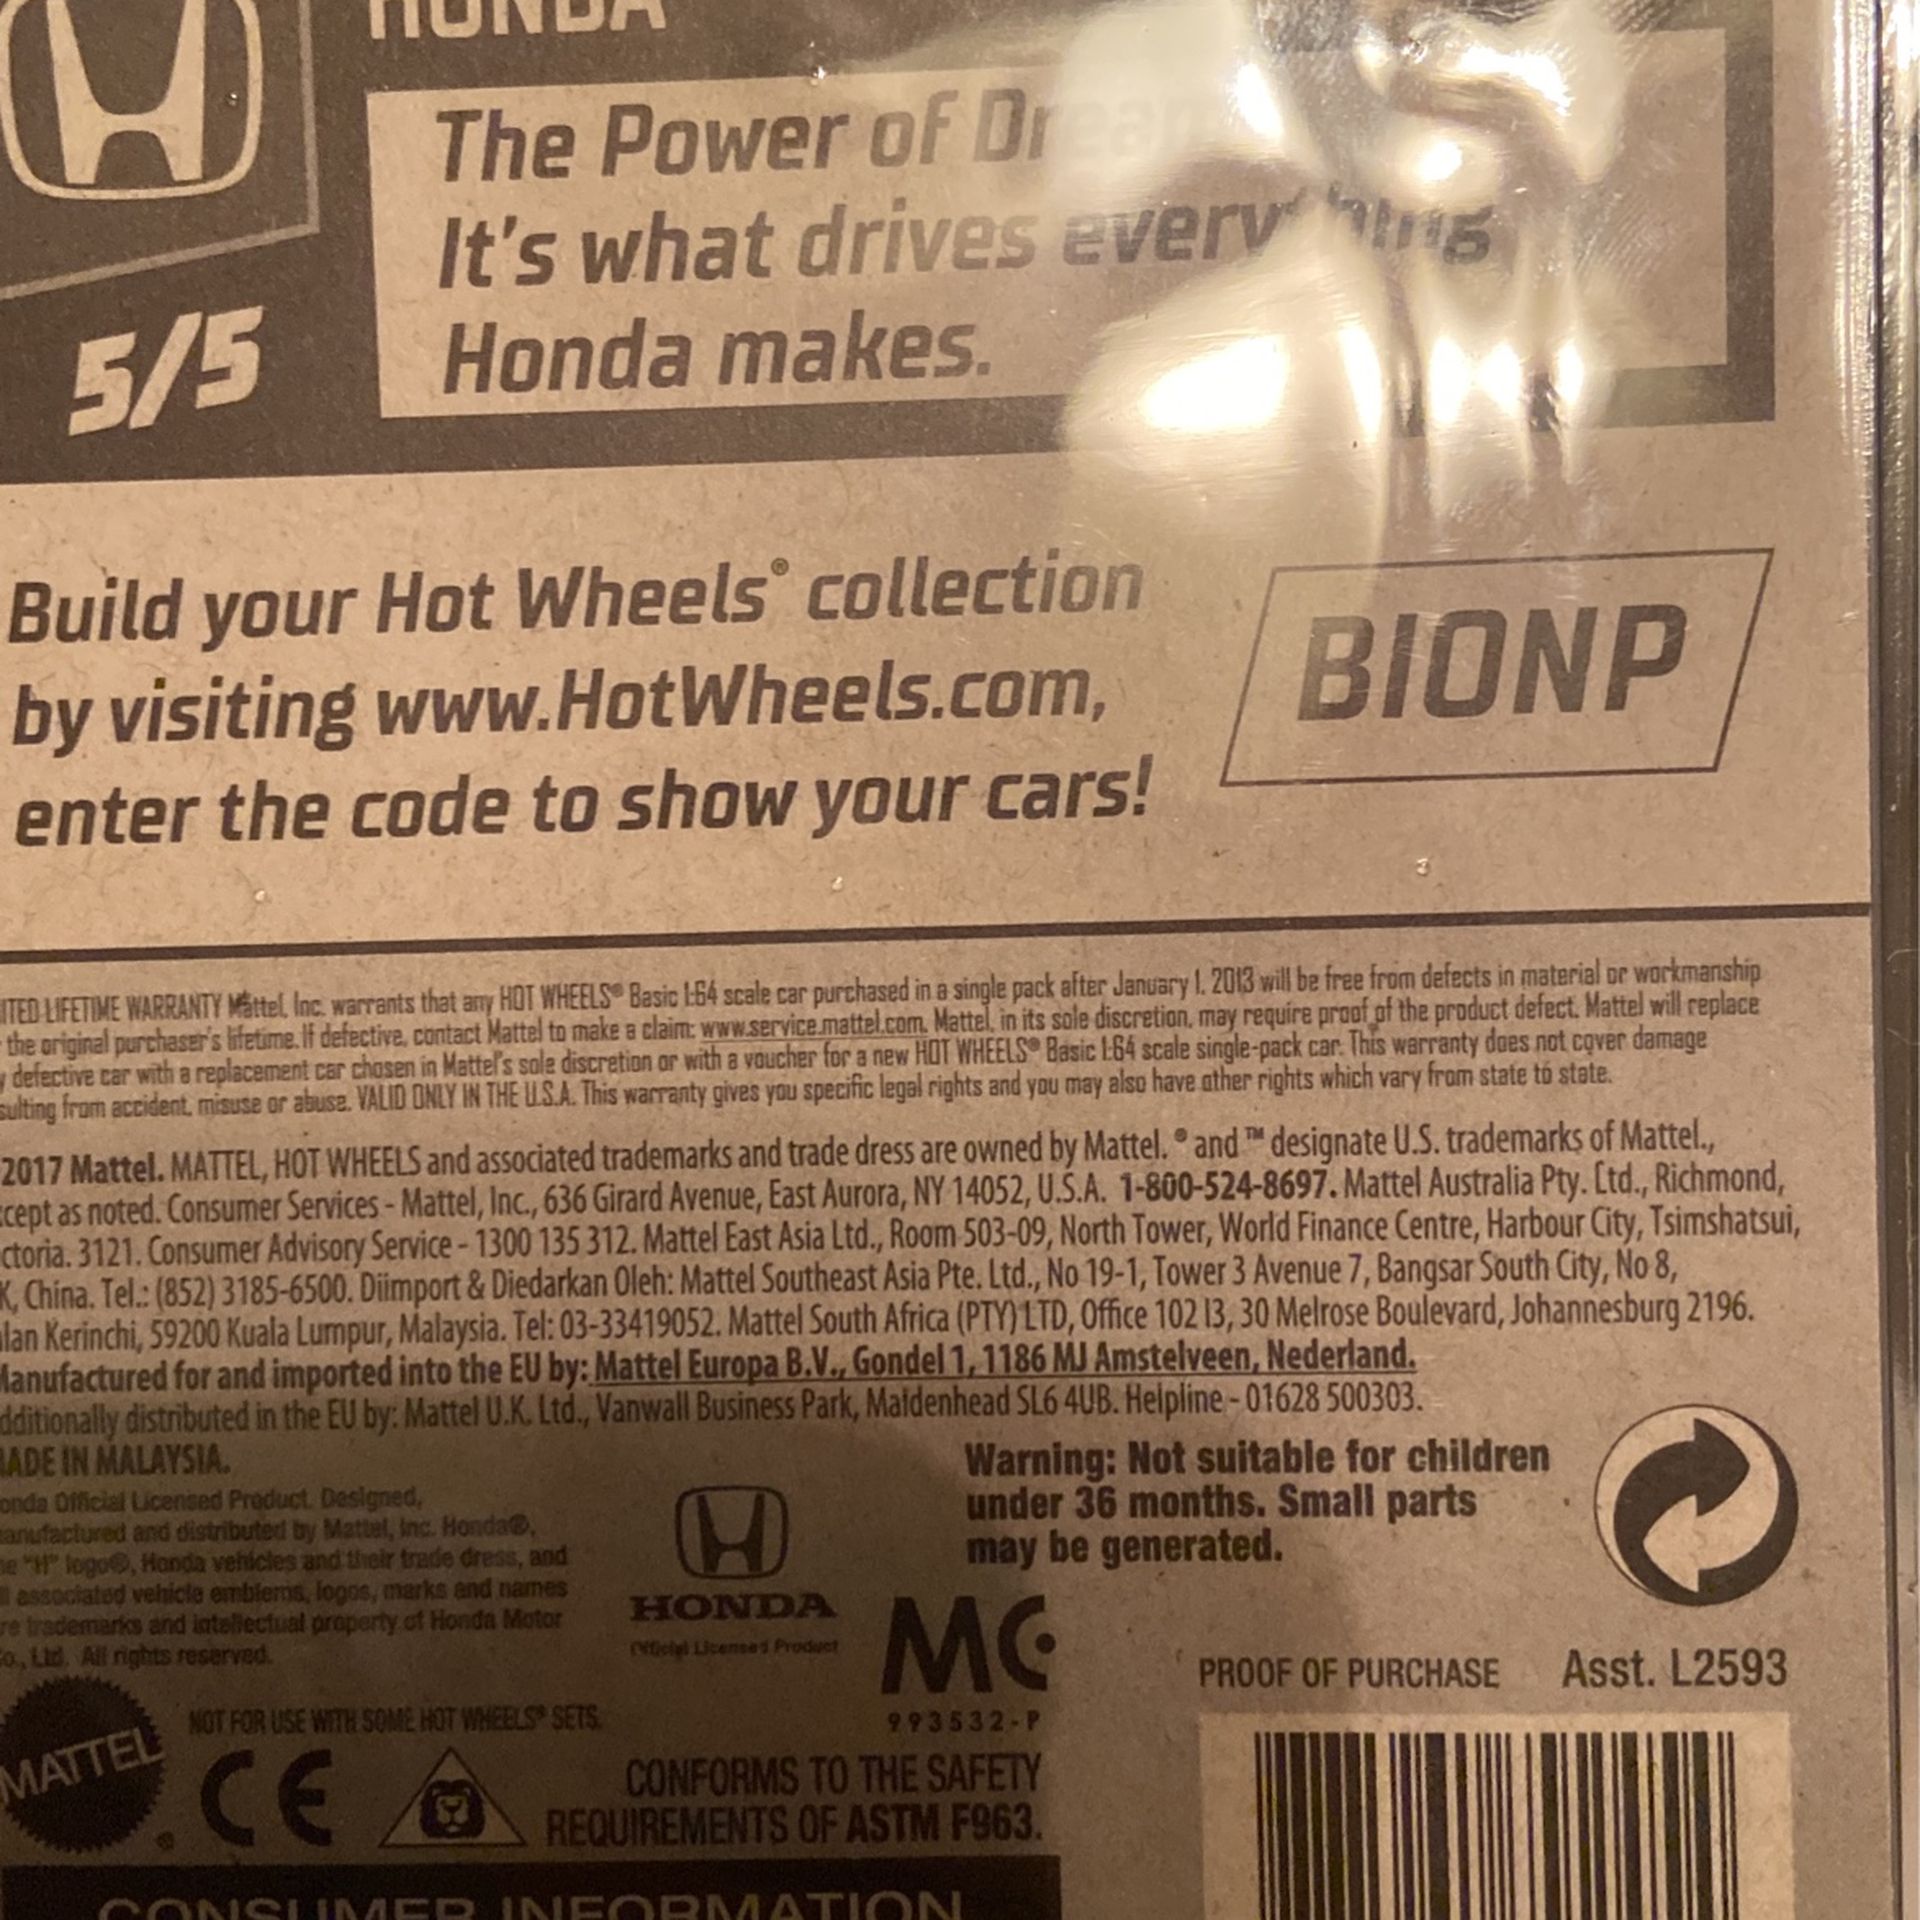 HONDA
The Power of Dream
It's what drives everything
Honda makes.
5/5
Build your Hot Wheels® collection
by visiting www.HotWheels.com,
enter the code to show your cars!
BIONP
ITED LIFETIME WARRANTY Mattel, Inc. warrants that any HOT WHEELS® Basic 1:64 scale car purchased in a single pack after January 1, 2013 will be free from defects in material or workmanship
the original purchaser's lifetime. If defective, contact Mattel to make a claim: www.service.mattel.com. Mattel, in its sole discretion, may require proof of the product defect. Mattel will replace
y defective car with a replacement car chosen in Mattel's sole discretion or with a voucher for a new HOT WHEELS® Basic 1:64 scale single-pack car. This warranty does not cover damage
sulting from accident, misuse or abuse. VALID ONLY IN THE U.S.A. This warranty gives you specific legal rights and you may also have other rights which vary from state to state.
2017 Mattel. MATTEL, HOT WHEELS and associated trademarks and trade dress are owned by Mattel. ® and ™ designate U.S. trademarks of Mattel.,
cept as noted. Consumer Services - Mattel, Inc., 636 Girard Avenue, East Aurora, NY 14052, U.S.A. 1-800-524-8697. Mattel Australia Pty. Ltd., Richmond,
ctoria. 3121. Consumer Advisory Service - 1300 135 312. Mattel East Asia Ltd., Room 503-09, North Tower, World Finance Centre, Harbour City, Tsimshatsui,
K, China. Tel.: (852) 3185-6500. Diimport & Diedarkan Oleh: Mattel Southeast Asia Pte. Ltd., No 19-1, Tower 3 Avenue 7, Bangsar South City, No 8,
alan Kerinchi, 59200 Kuala Lumpur, Malaysia. Tel: 03-33419052. Mattel South Africa (PTY) LTD, Office 102 I3, 30 Melrose Boulevard, Johannesburg 2196.
Manufactured for and imported into the EU by: Mattel Europa B.V., Gondel 1, 1186 MJ Amstelveen, Nederland.
dditionally distributed in the EU by: Mattel U.K. Ltd., Vanwall Business Park, Maidenhead SL6 4UB. Helpline - 01628 500303.
ADE IN MALAYSIA.
onda Official Licensed Product. Designed,
anufactured and distributed by Mattel, Inc. Honda®,
he "H" logo®, Honda vehicles and their trade dress, and
ll associated vehicle emblems, logos, marks and names
re trademarks and intellectual property of Honda Motor
o., Ltd. All rights reserved.
HONDA
Official Licensed Product
Warning: Not suitable for children
under 36 months. Small parts
may be generated.
MC
993532-P
PROOF OF PURCHASE Asst. L2593
MATTEL ®
NOT FOR USE WITH SOME HOT WHEELS® SETS.
CE
CONFORMS TO THE SAFETY
REQUIREMENTS OF ASTM F963.
CONSUMER INFORMATION